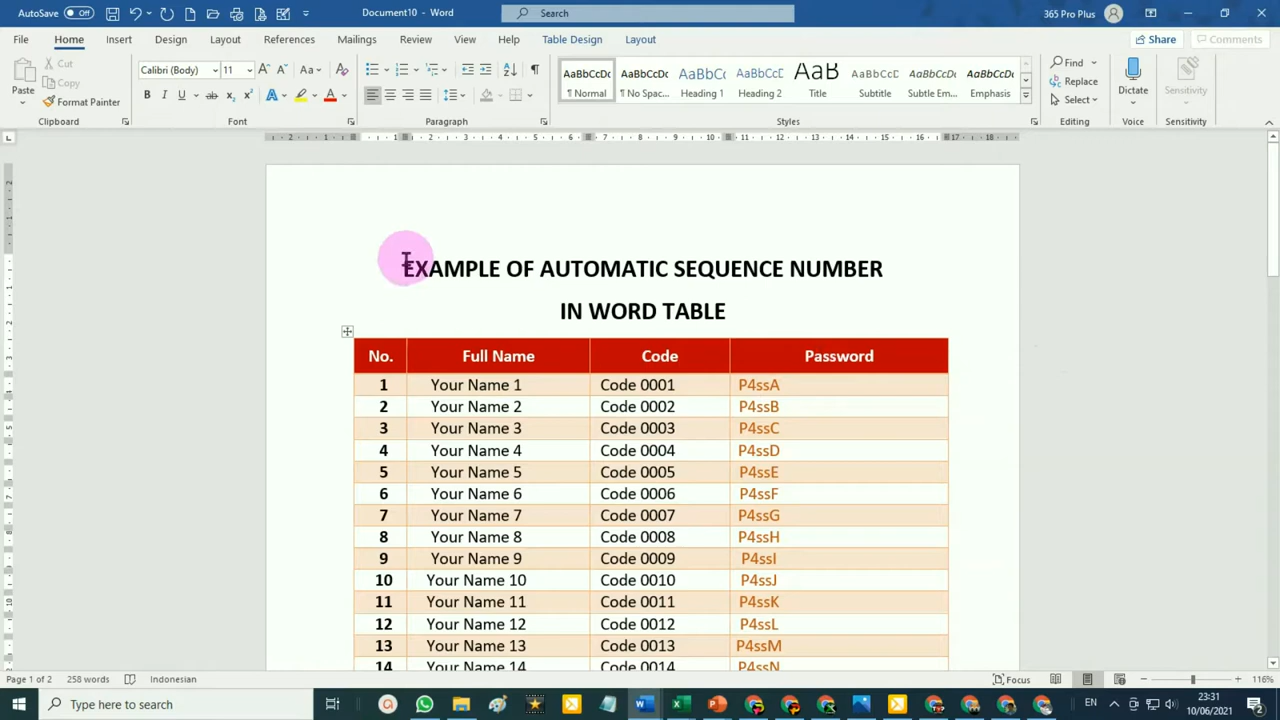 AutoSave Off Document10 - Word Search 365 Pro Plus
File Home Insert Design Layout References Mailings Review View Help Table Design Layout Share Comments
Paste Cut Copy Format Painter
Calibri (Body) 11
AaBbCcDc AaBbCcDc AaBbCc AaBbCcD AaB AaBbCcD AaBbCcDc AaBbCcDc
¶ Normal ¶ No Spac... Heading 1 Heading 2 Title Subtitle Subtle Em... Emphasis
Find Replace Select Dictate Sensitivity
Clipboard Font Paragraph Styles Editing Voice Sensitivity
EXAMPLE OF AUTOMATIC SEQUENCE NUMBER
IN WORD TABLE
No. Full Name Code Password
1 Your Name 1 Code 0001 P4ssA
2 Your Name 2 Code 0002 P4ssB
3 Your Name 3 Code 0003 P4ssC
4 Your Name 4 Code 0004 P4ssD
5 Your Name 5 Code 0005 P4ssE
6 Your Name 6 Code 0006 P4ssF
7 Your Name 7 Code 0007 P4ssG
8 Your Name 8 Code 0008 P4ssH
9 Your Name 9 Code 0009 P4ssI
10 Your Name 10 Code 0010 P4ssJ
11 Your Name 11 Code 0011 P4ssK
12 Your Name 12 Code 0012 P4ssL
13 Your Name 13 Code 0013 P4ssM
14 Your Name 14 Code 0014 P4ssN
Page 1 of 2 258 words Indonesian Focus 116%
Type here to search EN 23:31
10/06/2021